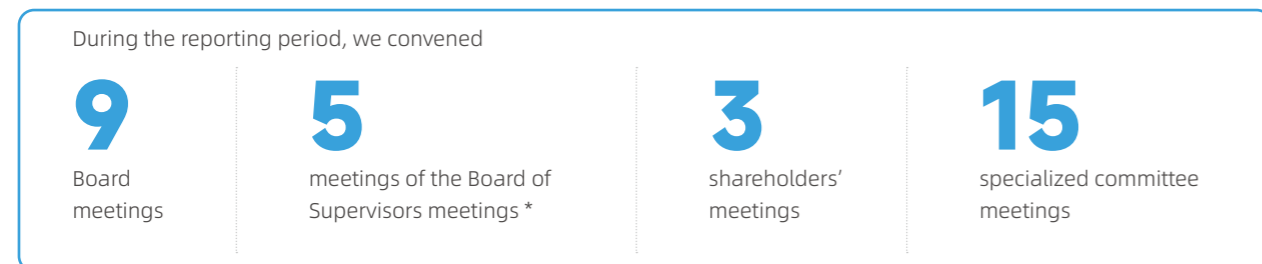 During the reporting period, we convened
9
Board
meetings
5
meetings of the Board of
Supervisors meetings *
3
shareholders’
meetings
15
specialized committee
meetings